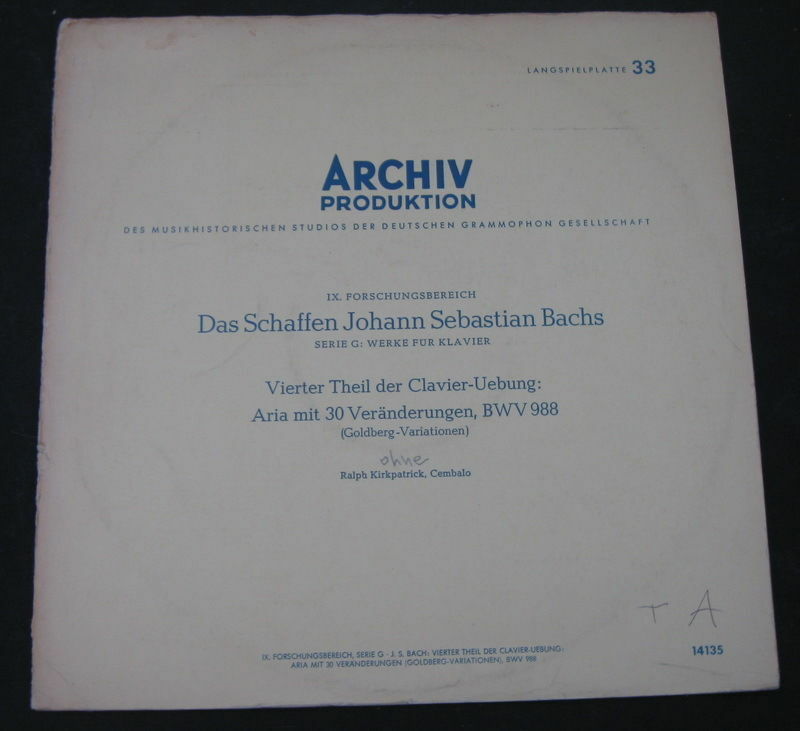 LANGSPIELPLATTE 33
ARCHIV
PRODUKTION
DES MUSIKHISTORISCHEN STUDIOS DER DEUTSCHEN GRAMMOPHON GESELLSCHAFT
IX. FORSCHUNGSBEREICH
Das Schaffen Johann Sebastian Bachs
SERIE G: WERKE FÜR KLAVIER
Vierter Theil der Clavier-Uebung:
Aria mit 30 Veränderungen, BWV 988
(Goldberg-Variationen)
ohne
Ralph Kirkpatrick, Cembalo
T A
IX. FORSCHUNGSBEREICH, SERIE G - J. S. BACH: VIERTER THEIL DER CLAVIER-UEBUNG:
ARIA MIT 30 VERÄNDERUNGEN (GOLDBERG-VARIATIONEN), BWV 988
14135